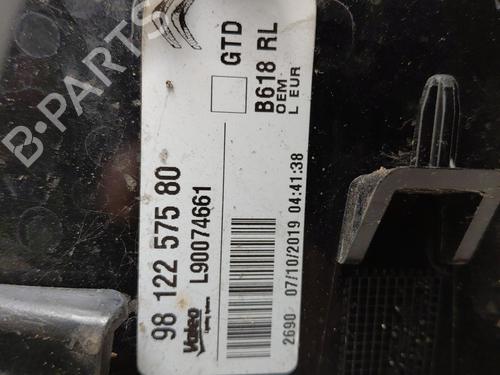 GTD
B618 RL
OEM
L EUR
98 122 575 80
L90074661
Valeo
2690 07/10/2019 04:41:38
B-Parts